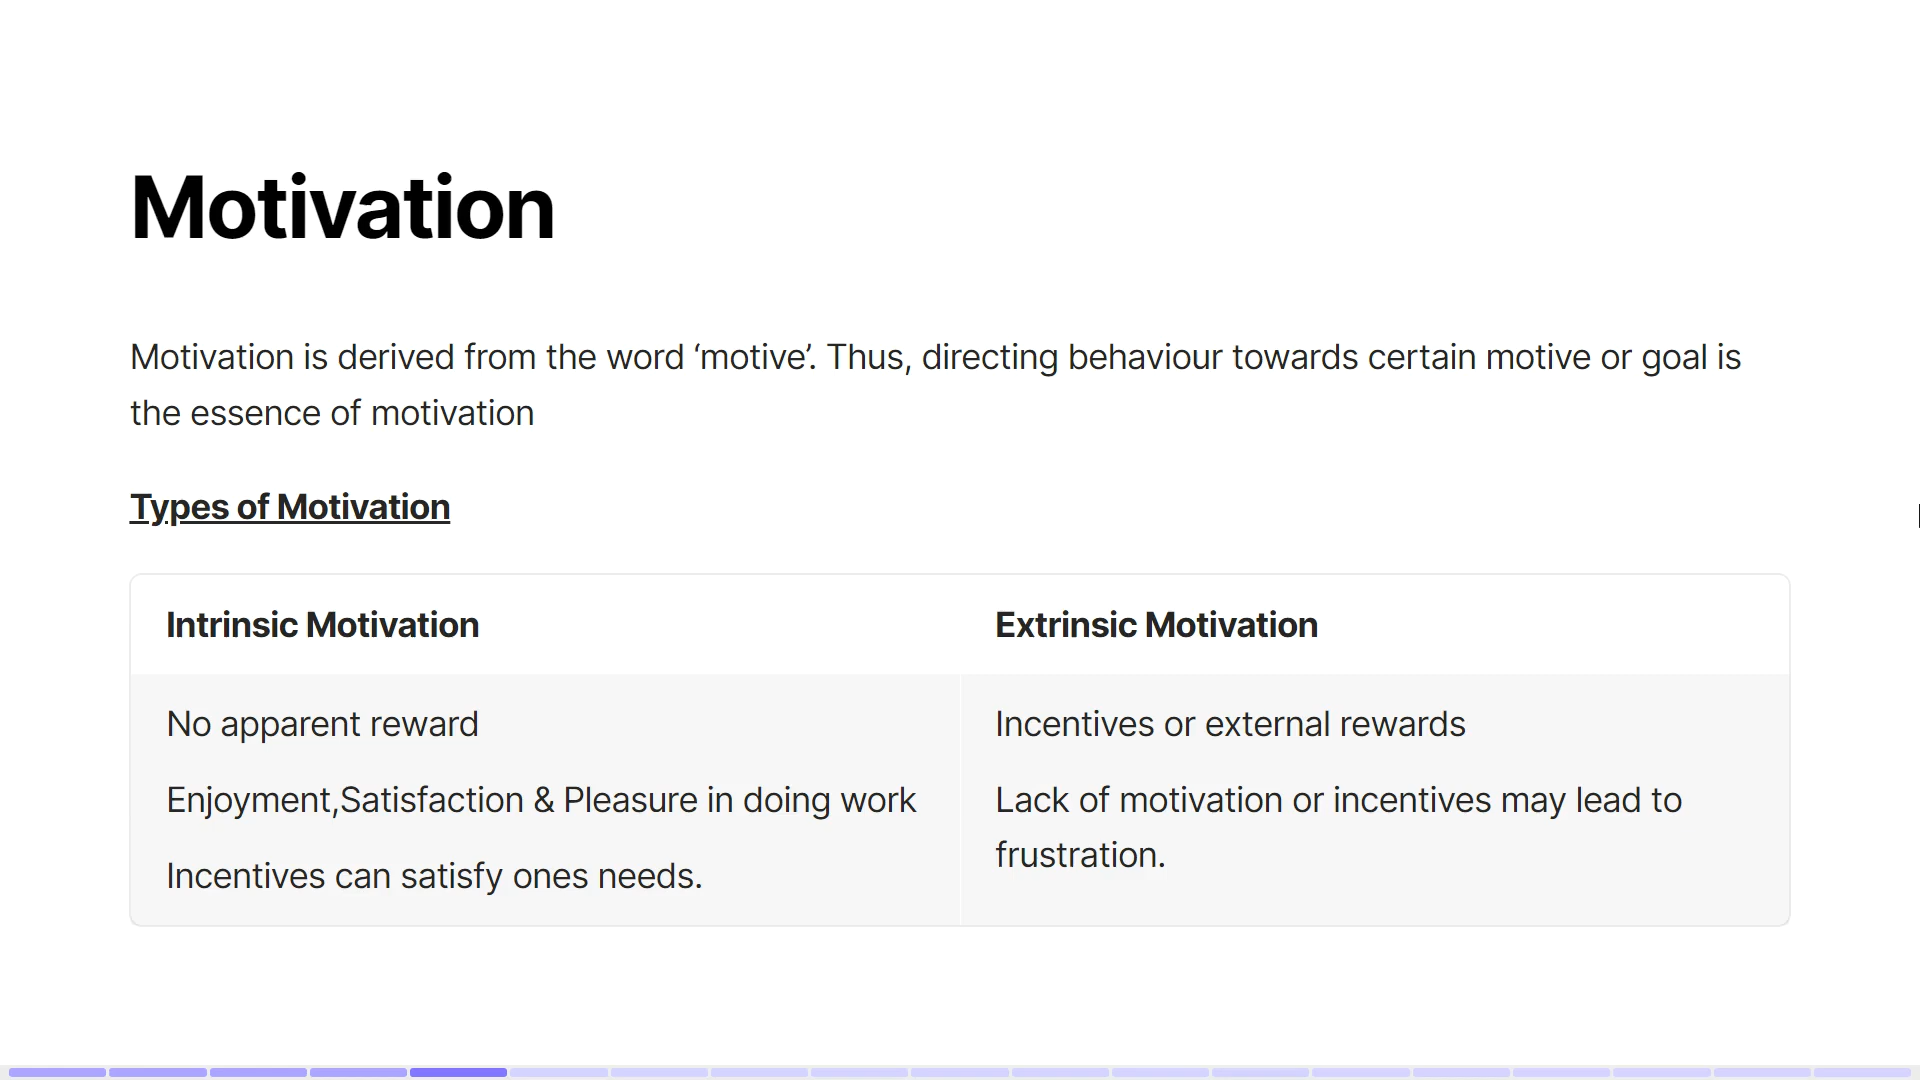 Motivation
Motivation is derived from the word ‘motive’. Thus, directing behaviour towards certain motive or goal is
the essence of motivation
Types of Motivation
Intrinsic Motivation
Extrinsic Motivation
No apparent reward
Enjoyment,Satisfaction & Pleasure in doing work
Incentives can satisfy ones needs.
Incentives or external rewards
Lack of motivation or incentives may lead to
frustration.